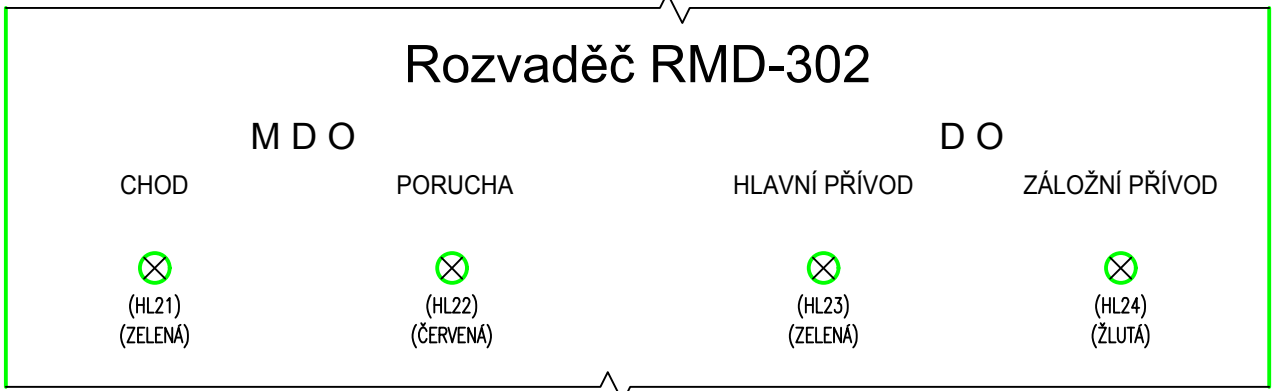 Rozvaděč RMD-302
M D O
D O
CHOD
PORUCHA
HLAVNÍ PŘÍVOD
ZÁLOŽNÍ PŘÍVOD
(HL21)
(HL22)
(HL23)
(HL24)
(ZELENÁ)
(ČERVENÁ)
(ZELENÁ)
(ŽLUTÁ)